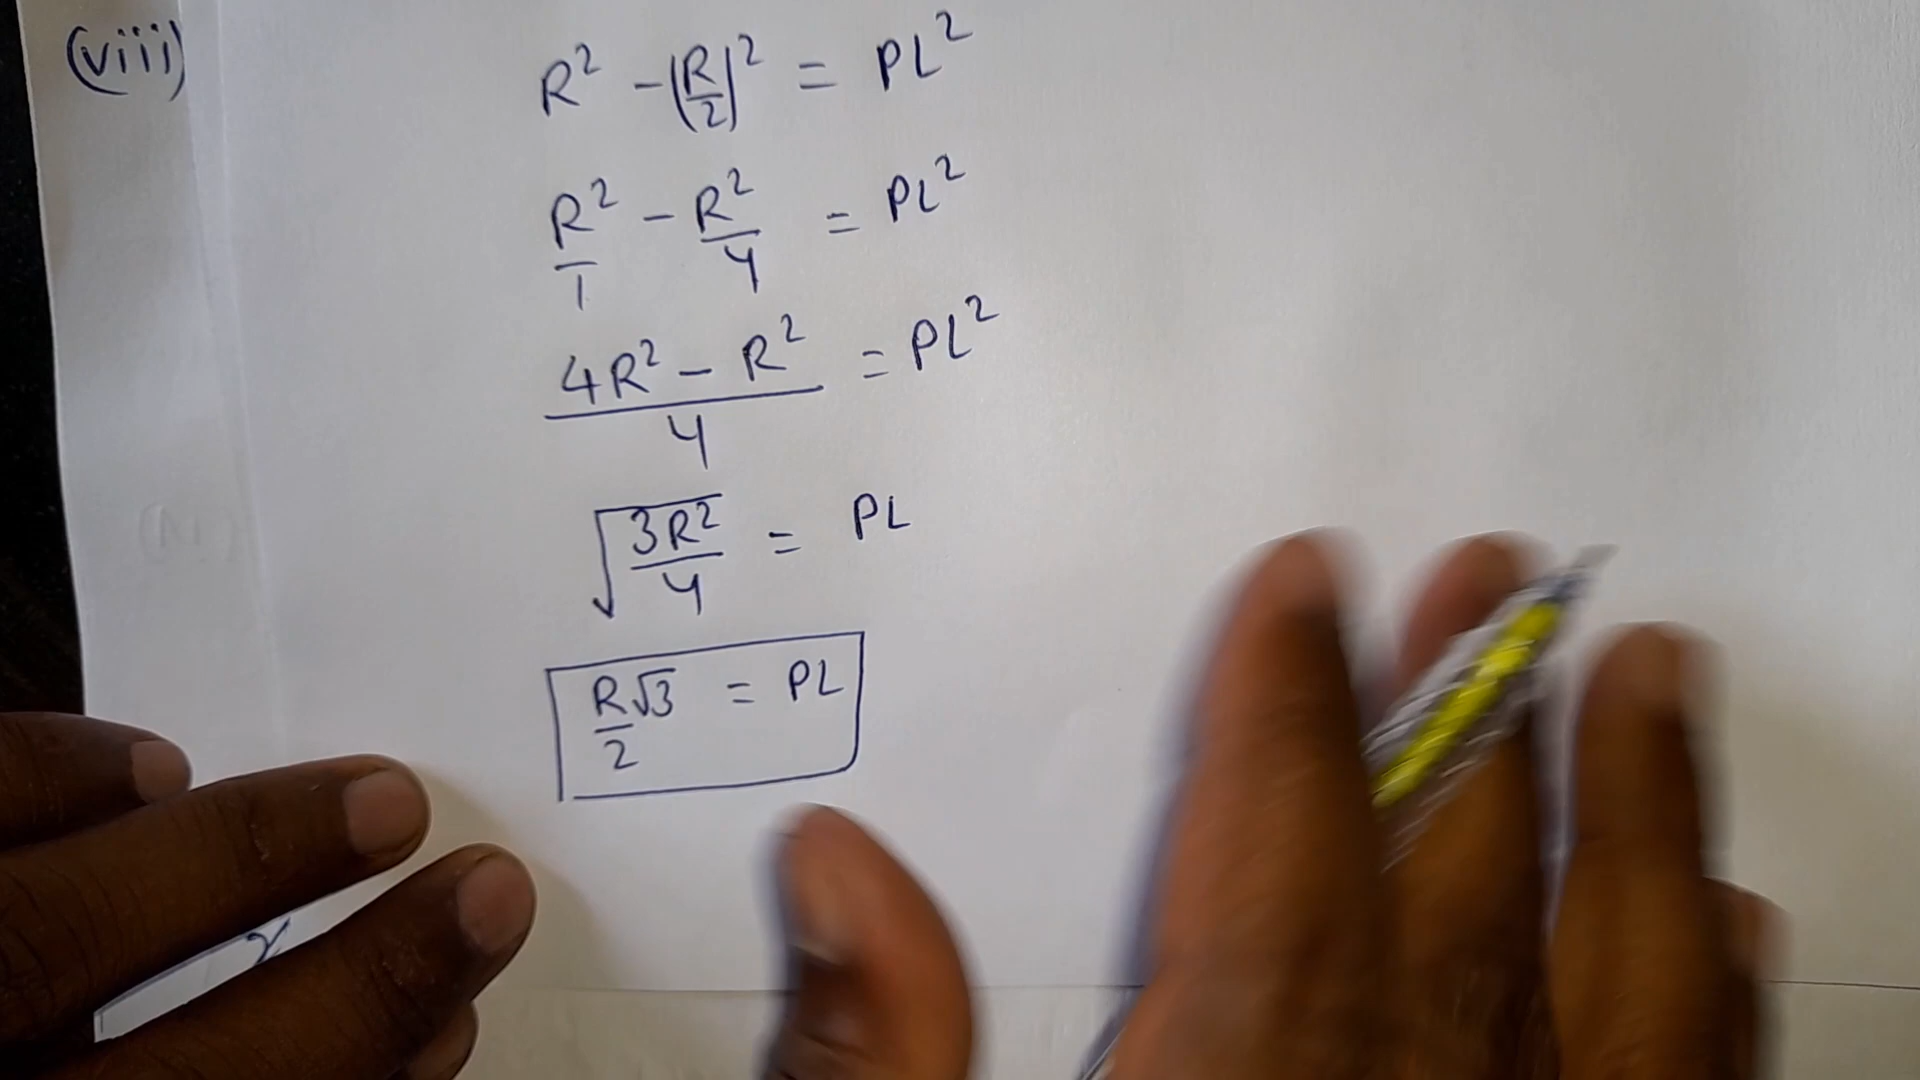 (viii)
R² - (R/2)² = PL²
R²/1 - R²/4 = PL²
4R² - R² / 4 = PL²
√(3R²/4) = PL
R/2 √3 = PL